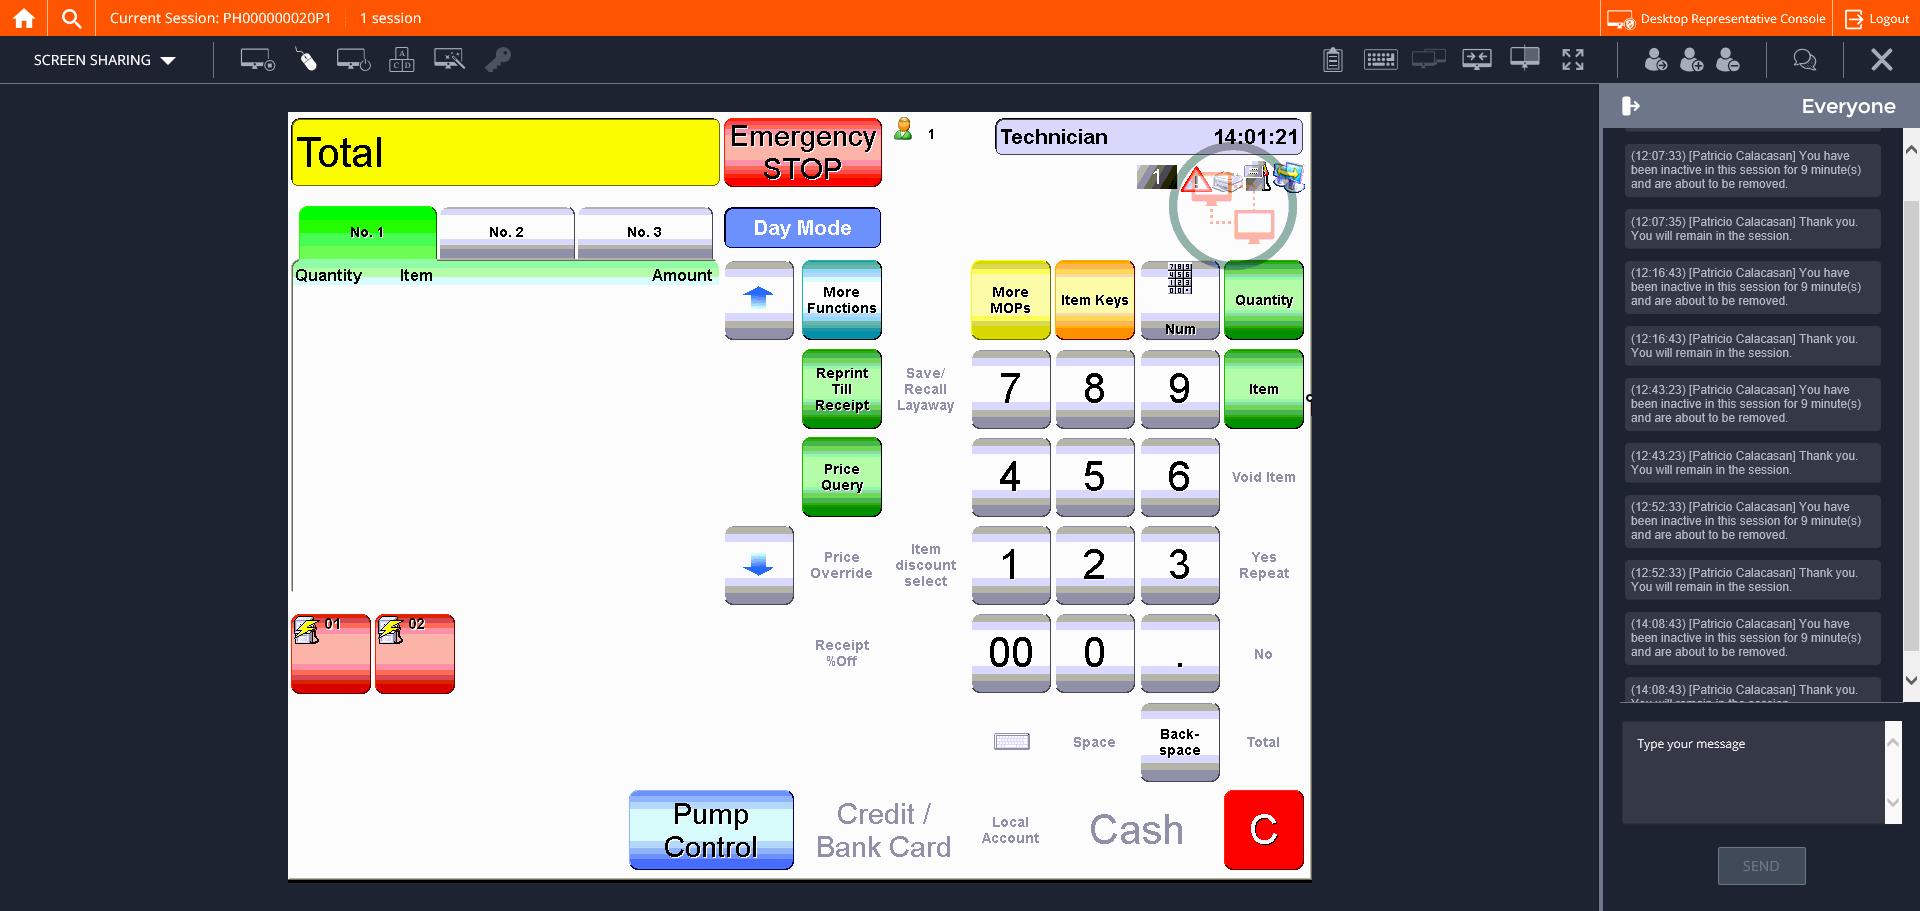 Current Session: PH000000020P1
1 session
Desktop Representative Console
Logout
SCREEN SHARING
A
C D
Everyone
Total
Emergency
STOP
1
Technician 14:01:21
1
No. 1
No. 2
No. 3
Day Mode
Quantity Item Amount
More
Functions
More
MOPs
Item Keys
Num
Quantity
Reprint
Till
Receipt
Save/
Recall
Layaway
7
8
9
Item
Price
Query
4
5
6
Void Item
Price
Override
Item
discount
select
1
2
3
Yes
Repeat
01
02
Receipt
%Off
00
0
.
No
Space
Back-
space
Total
Pump
Control
Credit /
Bank Card
Local
Account
Cash
C
(12:07:33) [Patricio Calacasan] You have
been inactive in this session for 9 minute(s)
and are about to be removed.
(12:07:35) [Patricio Calacasan] Thank you.
You will remain in the session.
(12:16:43) [Patricio Calacasan] You have
been inactive in this session for 9 minute(s)
and are about to be removed.
(12:16:43) [Patricio Calacasan] Thank you.
You will remain in the session.
(12:43:23) [Patricio Calacasan] You have
been inactive in this session for 9 minute(s)
and are about to be removed.
(12:43:23) [Patricio Calacasan] Thank you.
You will remain in the session.
(12:52:33) [Patricio Calacasan] You have
been inactive in this session for 9 minute(s)
and are about to be removed.
(12:52:33) [Patricio Calacasan] Thank you.
You will remain in the session.
(14:08:43) [Patricio Calacasan] You have
been inactive in this session for 9 minute(s)
and are about to be removed.
(14:08:43) [Patricio Calacasan] Thank you.
You will remain in the session.
Type your message
SEND